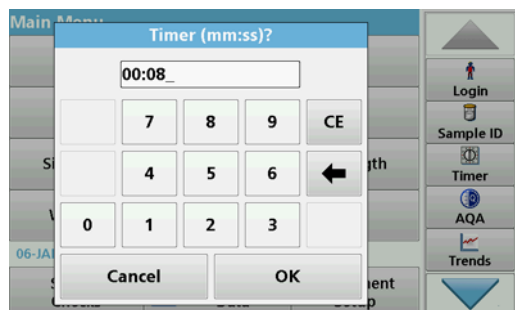 Main Menu
Timer (mm:ss)?
00:08_
7 8 9 CE
4 5 6
0 1 2 3
Cancel OK
06-JA
Login
Sample ID
Timer
AQA
Trends